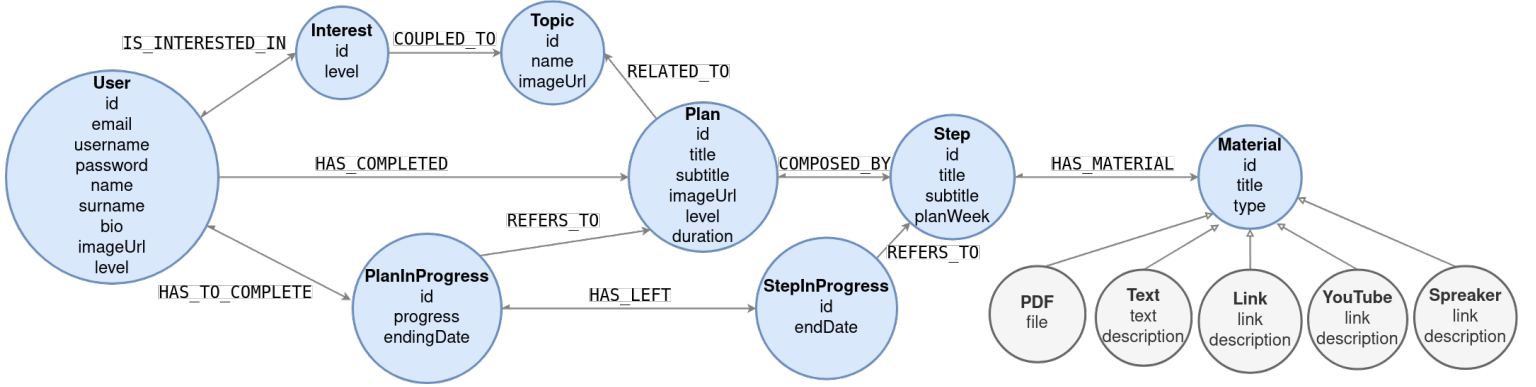 IS_INTERESTED_IN
Interest
id
level
COUPLED_TO
Topic
id
name
imageUrl
RELATED_TO
User
id
email
username
password
name
surname
bio
imageUrl
level
HAS_COMPLETED
Plan
id
title
subtitle
imageUrl
level
duration
COMPOSED_BY
Step
id
title
subtitle
planWeek
HAS_MATERIAL
Material
id
title
type
REFERS_TO
REFERS_TO
HAS_TO_COMPLETE
PlanInProgress
id
progress
endingDate
HAS_LEFT
StepInProgress
id
endDate
PDF
file
Text
text
description
Link
link
description
YouTube
link
description
Spreaker
link
description